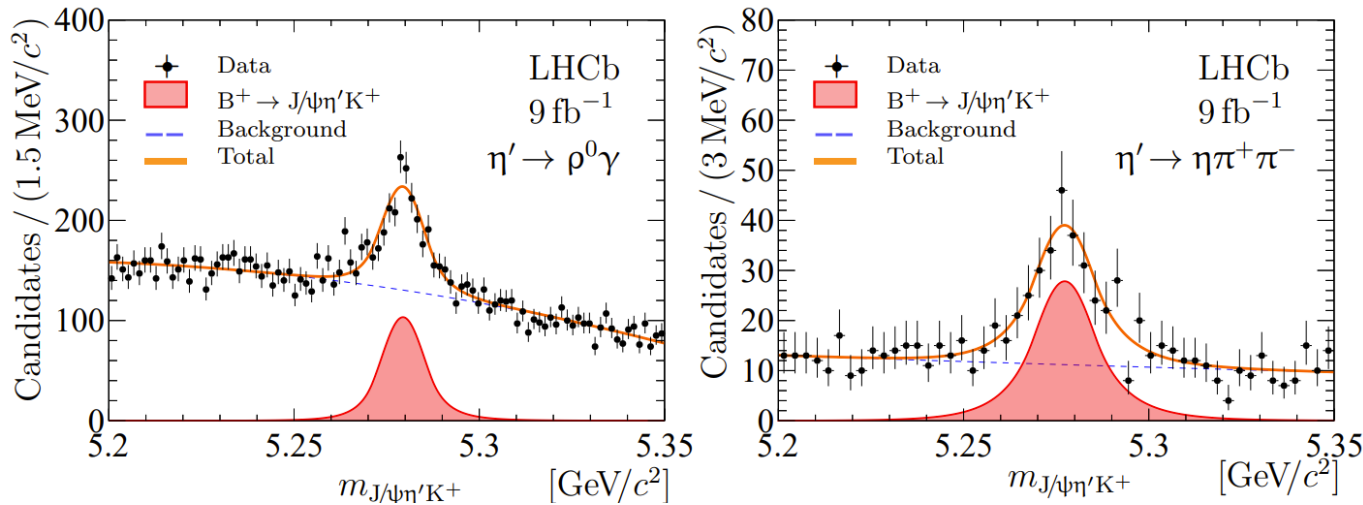 Candidates / (1.5 MeV/c²)
400
300
200
100
0
Data
B⁺ → J/ψη′K⁺
Background
Total
LHCb
9 fb⁻¹
η′ → ρ⁰γ
5.2
5.25
5.3
5.35
m_J/ψη′K⁺
[GeV/c²]
Candidates / (3 MeV/c²)
80
70
60
50
40
30
20
10
0
Data
B⁺ → J/ψη′K⁺
Background
Total
LHCb
9 fb⁻¹
η′ → ηπ⁺π⁻
5.2
5.25
5.3
5.35
m_J/ψη′K⁺
[GeV/c²]